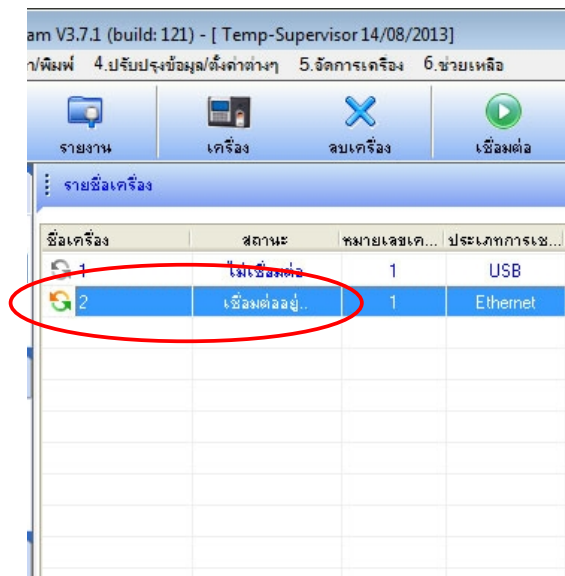 am V3.7.1 (build: 121) - [ Temp-Supervisor 14/08/2013]
า/พิมพ์ 4.ปรับปรุงข้อมูล/ตั้งค่าต่างๆ 5.จัดการเครื่อง 6.ช่วยเหลือ
รายงาน เครื่อง ลบเครื่อง เชื่อมต่อ
รายชื่อเครื่อง
ชื่อเครื่อง สถานะ หมายเลขเค... ประเภทการเช...
1 ไม่เชื่อมต่อ 1 USB
2 เชื่อมต่ออยู่.. 1 Ethernet